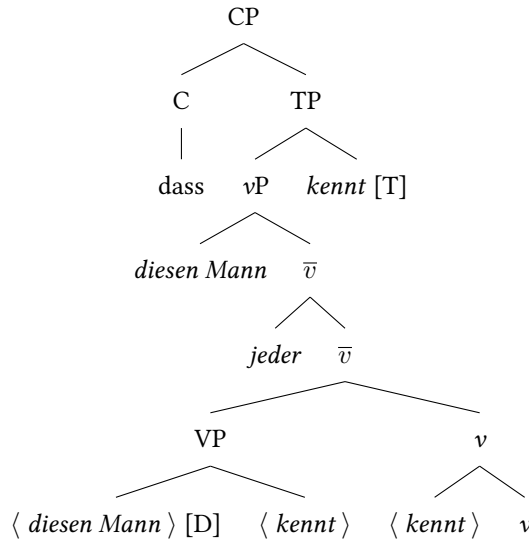 CP
C TP
dass vP kennt [T]
diesen Mann v̅
jeder v̅
VP v
⟨ diesen Mann ⟩ [D] ⟨ kennt ⟩ ⟨ kennt ⟩ v